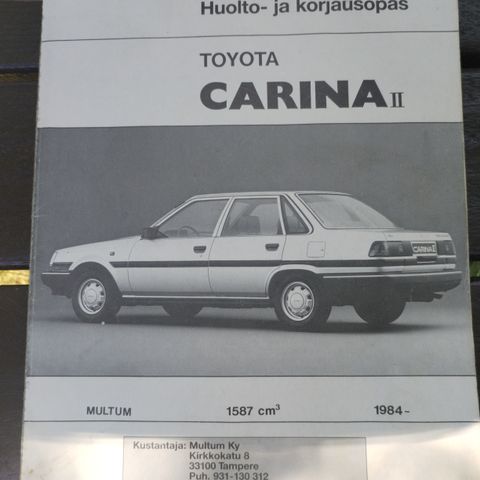 Huolto- ja korjausopas
TOYOTA
CARINA II
CARINA II
MULTUM 1587 cm³ 1984-
Kustantaja: Multum Ky
Kirkkokatu 8
33100 Tampere
Puh. 931-130 312